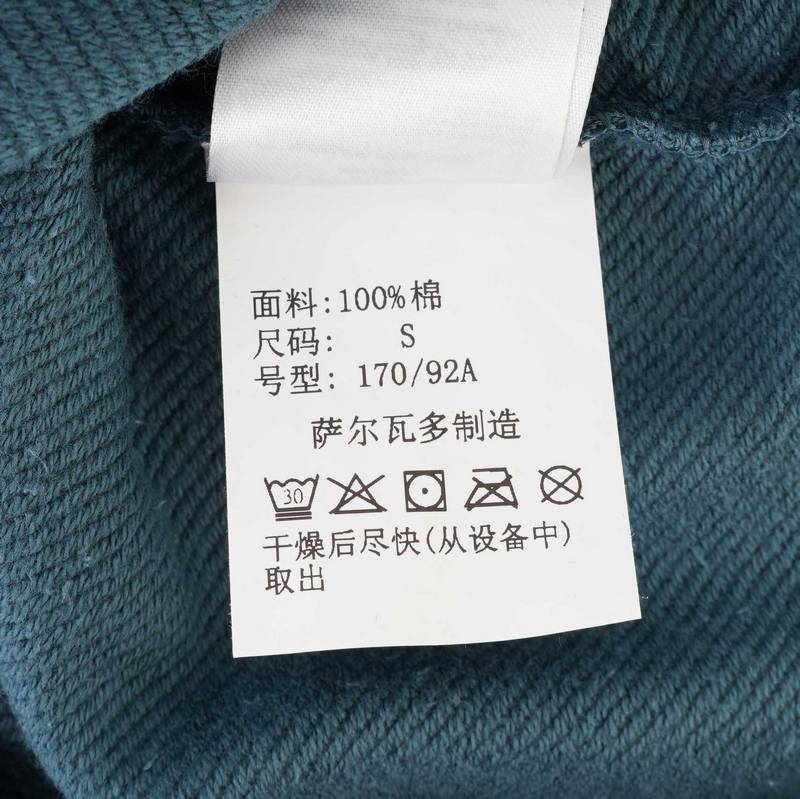 面料:100%棉
尺码: S
号型: 170/92A
萨尔瓦多制造
30
干燥后尽快(从设备中)
取出